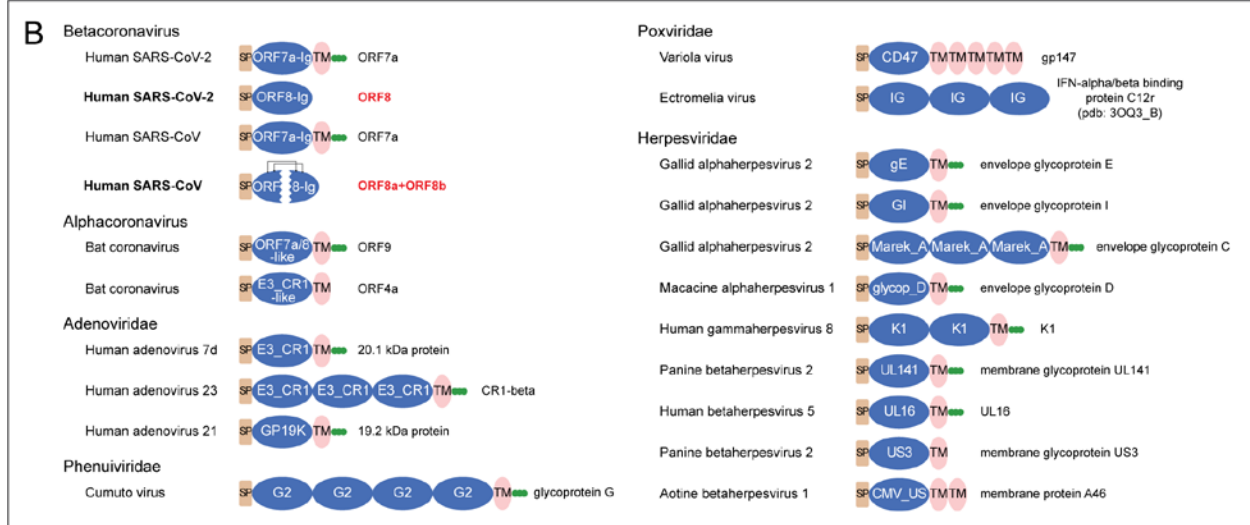 B
Betacoronavirus
Human SARS-CoV-2 SP ORF7a-Ig TM ORF7a
Human SARS-CoV-2 SP ORF8-Ig ORF8
Human SARS-CoV SP ORF7a-Ig TM ORF7a
Human SARS-CoV SP ORF 8-Ig ORF8a+ORF8b
Alphacoronavirus
Bat coronavirus SP ORF7a/8 -like TM ORF9
Bat coronavirus SP E3_CR1 -like TM ORF4a
Adenoviridae
Human adenovirus 7d SP E3_CR1 TM 20.1 kDa protein
Human adenovirus 23 SP E3_CR1 E3_CR1 E3_CR1 TM CR1-beta
Human adenovirus 21 SP GP19K TM 19.2 kDa protein
Phenuiviridae
Cumuto virus SP G2 G2 G2 G2 TM glycoprotein G
Poxviridae
Variola virus SP CD47 TM TM TM TM TM gp147
Ectromelia virus SP IG IG IG IFN-alpha/beta binding
protein C12r
(pdb: 3OQ3_B)
Herpesviridae
Gallid alphaherpesvirus 2 SP gE TM envelope glycoprotein E
Gallid alphaherpesvirus 2 SP GI TM envelope glycoprotein I
Gallid alphaherpesvirus 2 SP Marek_A Marek_A Marek_A TM envelope glycoprotein C
Macacine alphaherpesvirus 1 SP glycop_D TM envelope glycoprotein D
Human gammaherpesvirus 8 SP K1 K1 TM K1
Panine betaherpesvirus 2 SP UL141 TM membrane glycoprotein UL141
Human betaherpesvirus 5 SP UL16 TM UL16
Panine betaherpesvirus 2 SP US3 TM membrane glycoprotein US3
Aotine betaherpesvirus 1 SP CMV_US TM TM membrane protein A46